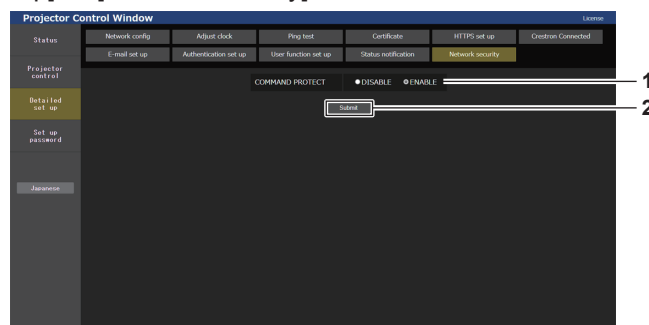 Projector Control Window
License
Status
Network config
Adjust clock
Ping test
Certificate
HTTPS set up
Crestron Connected
E-mail set up
Authentication set up
User function set up
Status notification
Network security
Projector
control
COMMAND PROTECT
DISABLE
ENABLE
1
Detailed
set up
Submit
2
Set up
password
Japanese